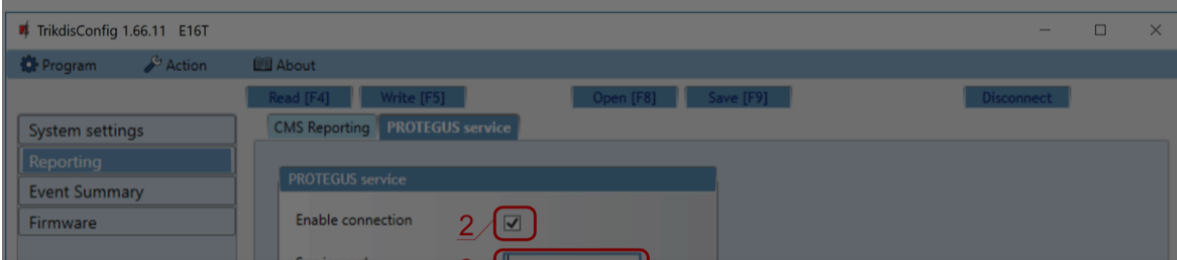 TrikdisConfig 1.66.11 E16T
Program Action About
Read [F4] Write [F5] Open [F8] Save [F9] Disconnect
System settings
CMS Reporting PROTEGUS service
Reporting
PROTEGUS service
Event Summary
Enable connection 2
Firmware